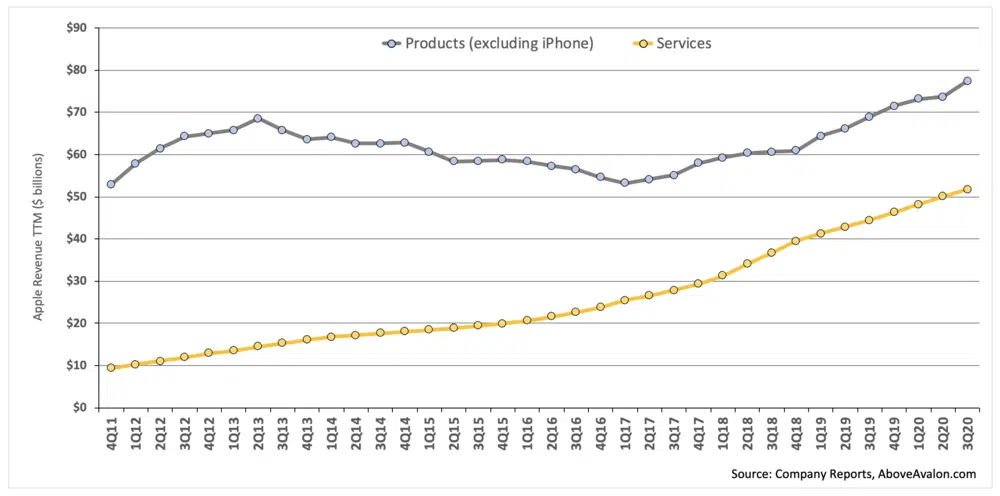 Products (excluding iPhone) Services
Apple Revenue TTM ($ billions)
$90
$80
$70
$60
$50
$40
$30
$20
$10
$0
4Q11 1Q12 2Q12 3Q12 4Q12 1Q13 2Q13 3Q13 4Q13 1Q14 2Q14 3Q14 4Q14 1Q15 2Q15 3Q15 4Q15 1Q16 2Q16 3Q16 4Q16 1Q17 2Q17 3Q17 4Q17 1Q18 2Q18 3Q18 4Q18 1Q19 2Q19 3Q19 4Q19 1Q20 2Q20 3Q20
Source: Company Reports, AboveAvalon.com